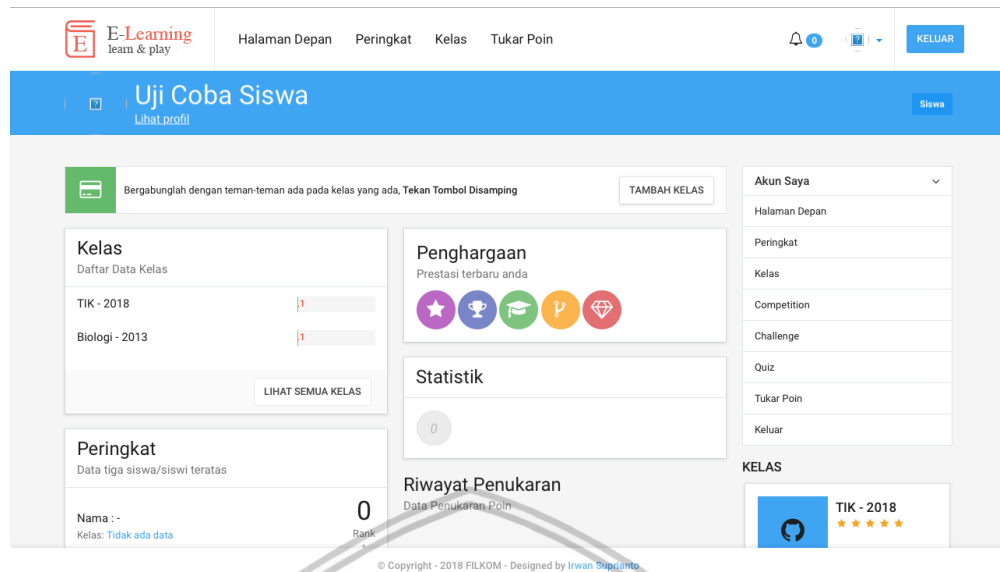 E-Learning
learn & play
E
Halaman Depan Peringkat Kelas Tukar Poin
0
KELUAR
Uji Coba Siswa
Lihat profil
Siswa
Bergabunglah dengan teman-teman ada pada kelas yang ada, Tekan Tombol Disamping
TAMBAH KELAS
Kelas
Daftar Data Kelas
TIK - 2018 .1
Biologi - 2013 .1
LIHAT SEMUA KELAS
Peringkat
Data tiga siswa/siswi teratas
Nama : -
Kelas: Tidak ada data
0
Rank
Penghargaan
Prestasi terbaru anda
Statistik
0
Riwayat Penukaran
Data Penukaran Poin
Akun Saya
Halaman Depan
Peringkat
Kelas
Competition
Challenge
Quiz
Tukar Poin
Keluar
KELAS
TIK - 2018
© Copyright - 2018 FILKOM - Designed by Irwan Suprianto